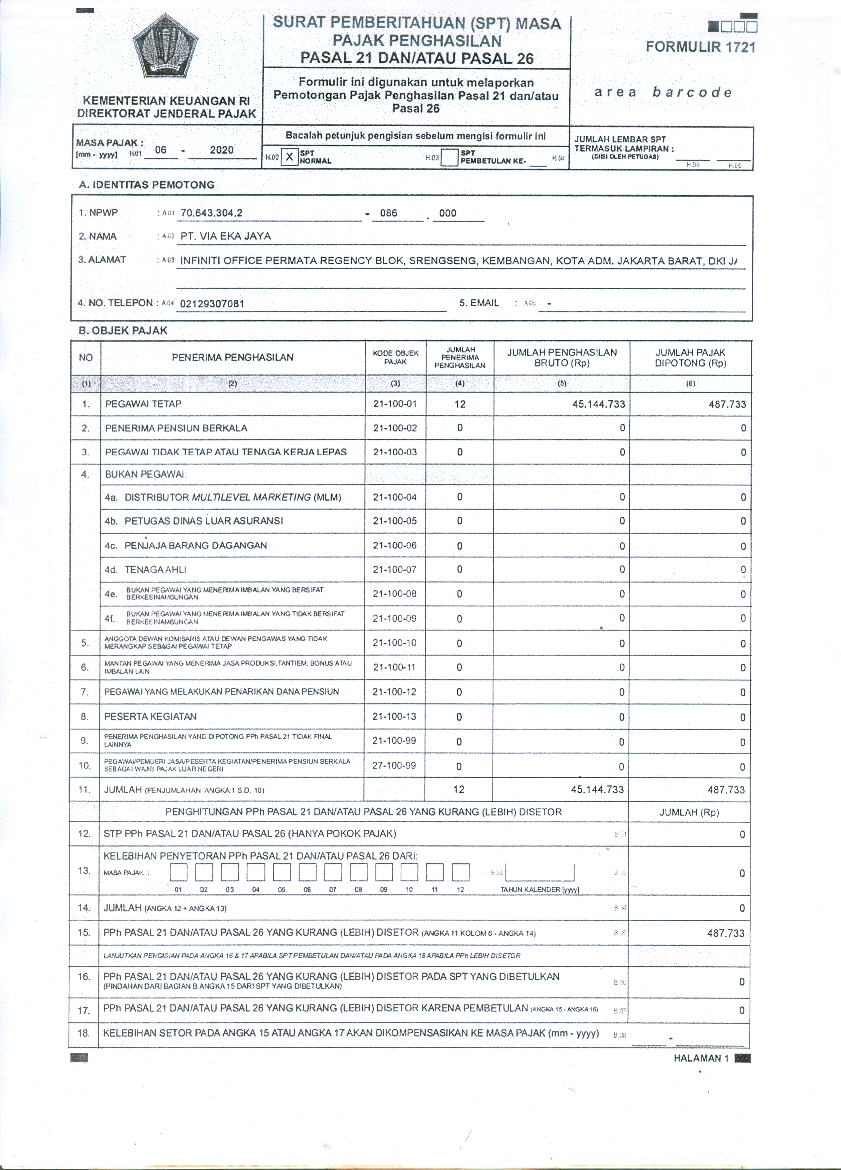 KEMENTERIAN KEUANGAN RI
DIREKTORAT JENDERAL PAJAK
SURAT PEMBERITAHUAN (SPT) MASA
PAJAK PENGHASILAN
PASAL 21 DAN/ATAU PASAL 26
Formulir ini digunakan untuk melaporkan
Pemotongan Pajak Penghasilan Pasal 21 dan/atau
Pasal 26
FORMULIR 1721
area barcode
MASA PAJAK :
[mm - yyyy] H.01 06 - 2020
Bacalah petunjuk pengisian sebelum mengisi formulir ini
H.02 X SPT NORMAL H.03 SPT PEMBETULAN KE- H.04
JUMLAH LEMBAR SPT
TERMASUK LAMPIRAN :
(DIISI OLEH PETUGAS) H.05 H.05
A. IDENTITAS PEMOTONG
1. NPWP : A.01 70.643.304.2 - 086 . 000
2. NAMA : A.02 PT. VIA EKA JAYA
3. ALAMAT : A.03 INFINITI OFFICE PERMATA REGENCY BLOK, SRENGSENG, KEMBANGAN, KOTA ADM. JAKARTA BARAT, DKI JA
4. NO. TELEPON : A.04 02129307081 5. EMAIL : A.05 -
B. OBJEK PAJAK
NO PENERIMA PENGHASILAN KODE OBJEK PAJAK JUMLAH PENERIMA PENGHASILAN JUMLAH PENGHASILAN BRUTO (Rp) JUMLAH PAJAK DIPOTONG (Rp)
(1) (2) (3) (4) (5) (6)
1. PEGAWAI TETAP 21-100-01 12 45.144.733 487.733
2. PENERIMA PENSIUN BERKALA 21-100-02 0 0 0
3. PEGAWAI TIDAK TETAP ATAU TENAGA KERJA LEPAS 21-100-03 0 0 0
4. BUKAN PEGAWAI:
4a. DISTRIBUTOR MULTILEVEL MARKETING (MLM) 21-100-04 0 0 0
4b. PETUGAS DINAS LUAR ASURANSI 21-100-05 0 0 0
4c. PENJAJA BARANG DAGANGAN 21-100-06 0 0 0
4d. TENAGA AHLI 21-100-07 0 0 0
4e. BUKAN PEGAWAI YANG MENERIMA IMBALAN YANG BERSIFAT BERKESINAMBUNGAN 21-100-08 0 0 0
4f. BUKAN PEGAWAI YANG MENERIMA IMBALAN YANG TIDAK BERSIFAT BERKESINAMBUNGAN 21-100-09 0 0 0
5. ANGGOTA DEWAN KOMISARIS ATAU DEWAN PENGAWAS YANG TIDAK MERANGKAP SEBAGAI PEGAWAI TETAP 21-100-10 0 0 0
6. MANTAN PEGAWAI YANG MENERIMA JASA PRODUKSI,TANTIEM, BONUS ATAU IMBALAN LAIN 21-100-11 0 0 0
7. PEGAWAI YANG MELAKUKAN PENARIKAN DANA PENSIUN 21-100-12 0 0 0
8. PESERTA KEGIATAN 21-100-13 0 0 0
9. PENERIMA PENGHASILAN YANG DIPOTONG PPh PASAL 21 TIDAK FINAL LAINNYA 21-100-99 0 0 0
10. PEGAWAI/PEMBERI JASA/PESERTA KEGIATAN/PENERIMA PENSIUN BERKALA SEBAGAI WAJIB PAJAK LUAR NEGERI 27-100-99 0 0 0
11. JUMLAH (PENJUMLAHAN ANGKA 1 S.D. 10) 12 45.144.733 487.733
PENGHITUNGAN PPh PASAL 21 DAN/ATAU PASAL 26 YANG KURANG (LEBIH) DISETOR JUMLAH (Rp)
12. STP PPh PASAL 21 DAN/ATAU PASAL 26 (HANYA POKOK PAJAK) B.01 0
13. KELEBIHAN PENYETORAN PPh PASAL 21 DAN/ATAU PASAL 26 DARI:
MASA PAJAK : B.02 B.03 0
01 02 03 04 05 06 07 08 09 10 11 12 TAHUN KALENDER [yyyy]
14. JUMLAH (ANGKA 12 + ANGKA 13) B.04 0
15. PPh PASAL 21 DAN/ATAU PASAL 26 YANG KURANG (LEBIH) DISETOR (ANGKA 11 KOLOM 6 - ANGKA 14) B.05 487.733
LANJUTKAN PENGISIAN PADA ANGKA 16 & 17 APABILA SPT PEMBETULAN DAN/ATAU PADA ANGKA 18 APABILA PPh LEBIH DISETOR
16. PPh PASAL 21 DAN/ATAU PASAL 26 YANG KURANG (LEBIH) DISETOR PADA SPT YANG DIBETULKAN
(PINDAHAN DARI BAGIAN B ANGKA 15 DARI SPT YANG DIBETULKAN) B.06 0
17. PPh PASAL 21 DAN/ATAU PASAL 26 YANG KURANG (LEBIH) DISETOR KARENA PEMBETULAN (ANGKA 15 - ANGKA 16) B.07 0
18. KELEBIHAN SETOR PADA ANGKA 15 ATAU ANGKA 17 AKAN DIKOMPENSASIKAN KE MASA PAJAK (mm - yyyy) B.08 -
HALAMAN 1